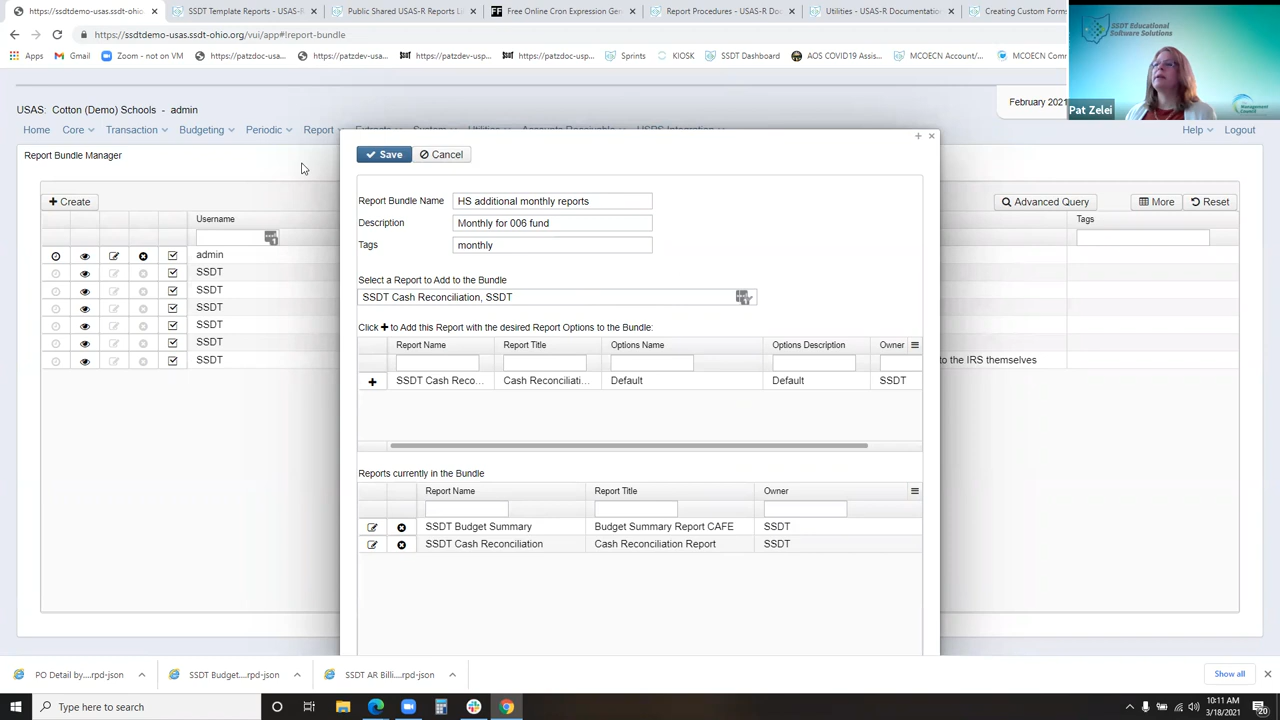 https://ssdtdemo-usas.ssdt-ohio.org/
SSDT Template Reports - USAS-R
Public Shared USAS-R Reports Li
Free Online Cron Expression Gen
Report Procedures - USAS-R Docu
Utilities - USAS-R Documentation
Creating Custom Forms
https://ssdtdemo-usas.ssdt-ohio.org/vui/app#!report-bundle
Apps
Gmail
Zoom - not on VM
https://patzdoc-usa...
https://patzdev-usa...
https://patzdoc-usp...
Sprints
KIOSK
SSDT Dashboard
AOS COVID19 Assis...
MCOECN Account/...
MCOECN Com
SSDT Educational
Software Solutions
Pat Zelei
USAS: Cotton (Demo) Schools - admin
February 2021
Home
Core
Transaction
Budgeting
Periodic
Report
Help
Logout
Report Bundle Manager
Save
Cancel
Create
Advanced Query
More
Reset
Username
Tags
admin
SSDT
SSDT
SSDT
SSDT
SSDT
SSDT
to the IRS themselves
Report Bundle Name
HS additional monthly reports
Description
Monthly for 006 fund
Tags
monthly
Select a Report to Add to the Bundle
SSDT Cash Reconciliation, SSDT
Click + to Add this Report with the desired Report Options to the Bundle:
Report Name
Report Title
Options Name
Options Description
Owner
SSDT Cash Reco...
Cash Reconciliati...
Default
Default
SSDT
Reports currently in the Bundle
Report Name
Report Title
Owner
SSDT Budget Summary
Budget Summary Report CAFE
SSDT
SSDT Cash Reconciliation
Cash Reconciliation Report
SSDT
PO Detail by....rpd-json
SSDT Budget....rpd-json
SSDT AR Billi....rpd-json
Show all
Type here to search
10:11 AM
3/18/2021
20